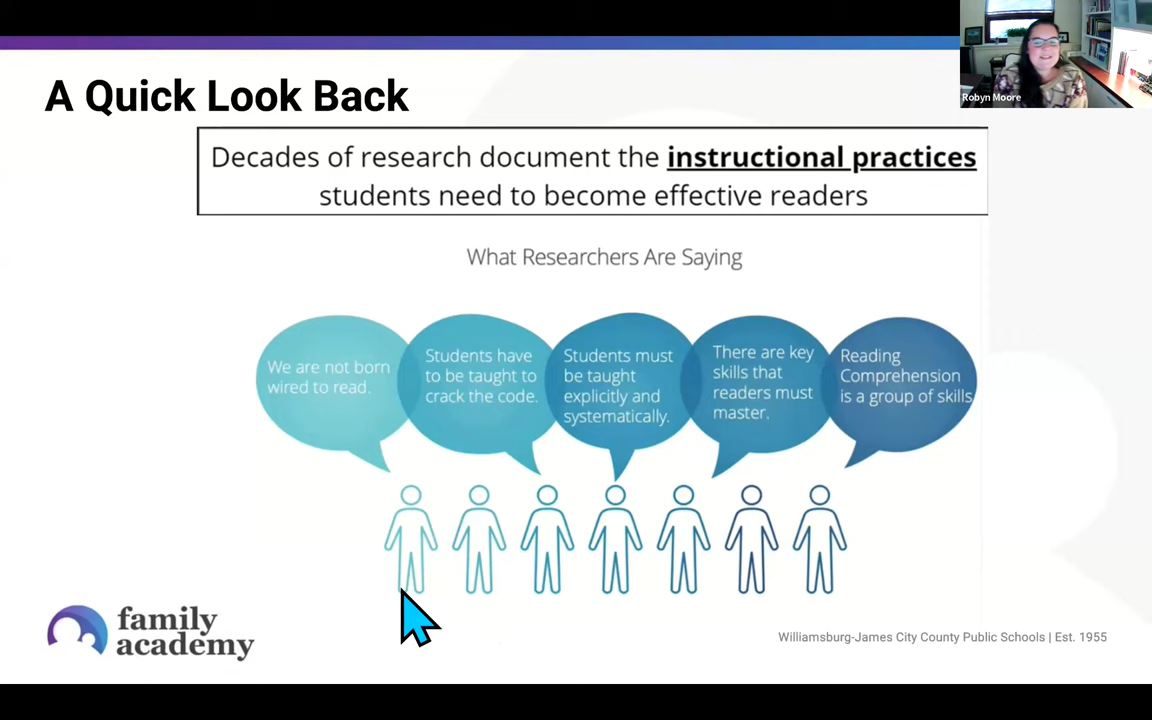 A Quick Look Back
Robyn Moore
Decades of research document the instructional practices
students need to become effective readers
What Researchers Are Saying
We are not born
wired to read.
Students have
to be taught to
crack the code.
Students must
be taught
explicitly and
systematically.
There are key
skills that
readers must
master.
Reading
Comprehension
is a group of skills
family
academy
Williamsburg-James City County Public Schools | Est. 1955